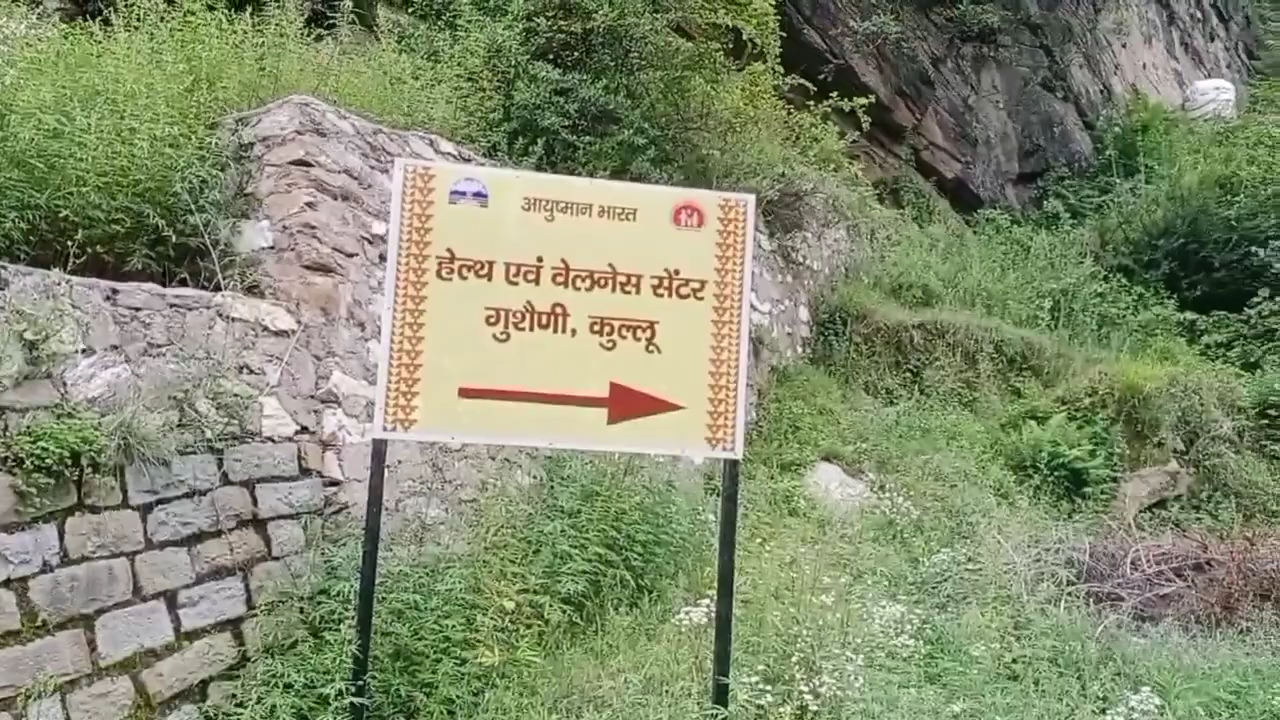 आयुष्मान भारत
हेल्थ एवं वेलनेस सेंटर
गुशैणी, कुल्लू